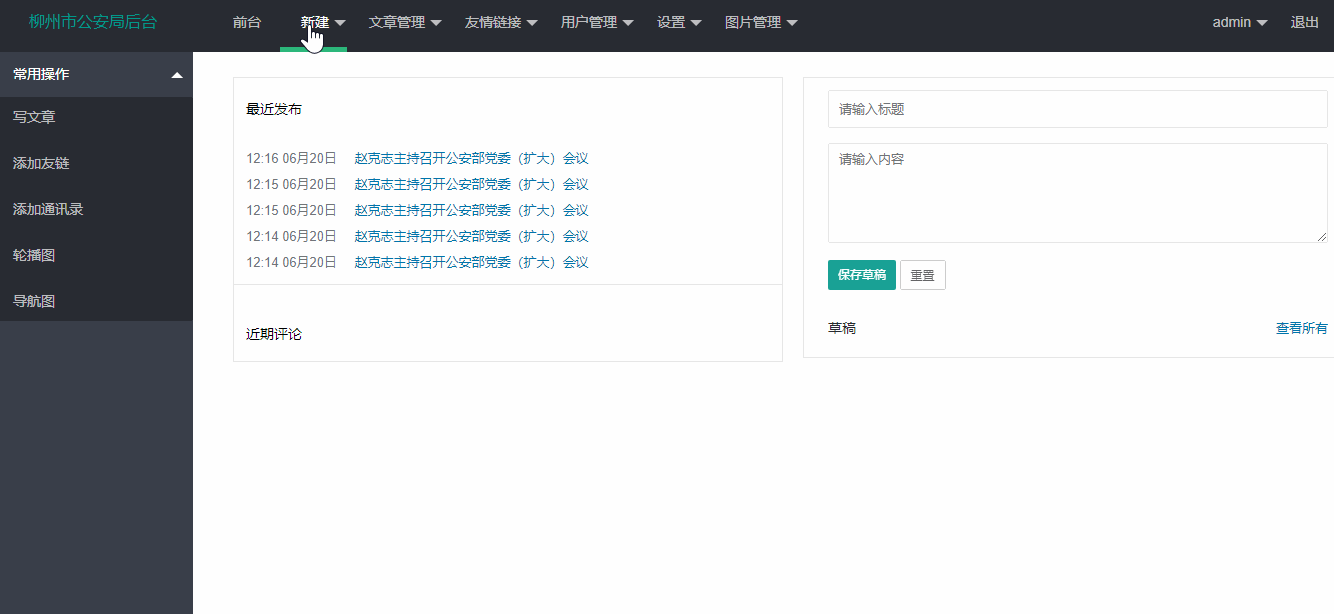 柳州市公安局后台 前台 新建 文章管理 友情链接 用户管理 设置 图片管理 admin 退出
常用操作
写文章
添加友链
添加通讯录
轮播图
导航图
最近发布
12:16 06月20日 赵克志主持召开公安部党委（扩大）会议
12:15 06月20日 赵克志主持召开公安部党委（扩大）会议
12:15 06月20日 赵克志主持召开公安部党委（扩大）会议
12:14 06月20日 赵克志主持召开公安部党委（扩大）会议
12:14 06月20日 赵克志主持召开公安部党委（扩大）会议
近期评论
请输入标题
请输入内容
保存草稿 重置
草稿 查看所有